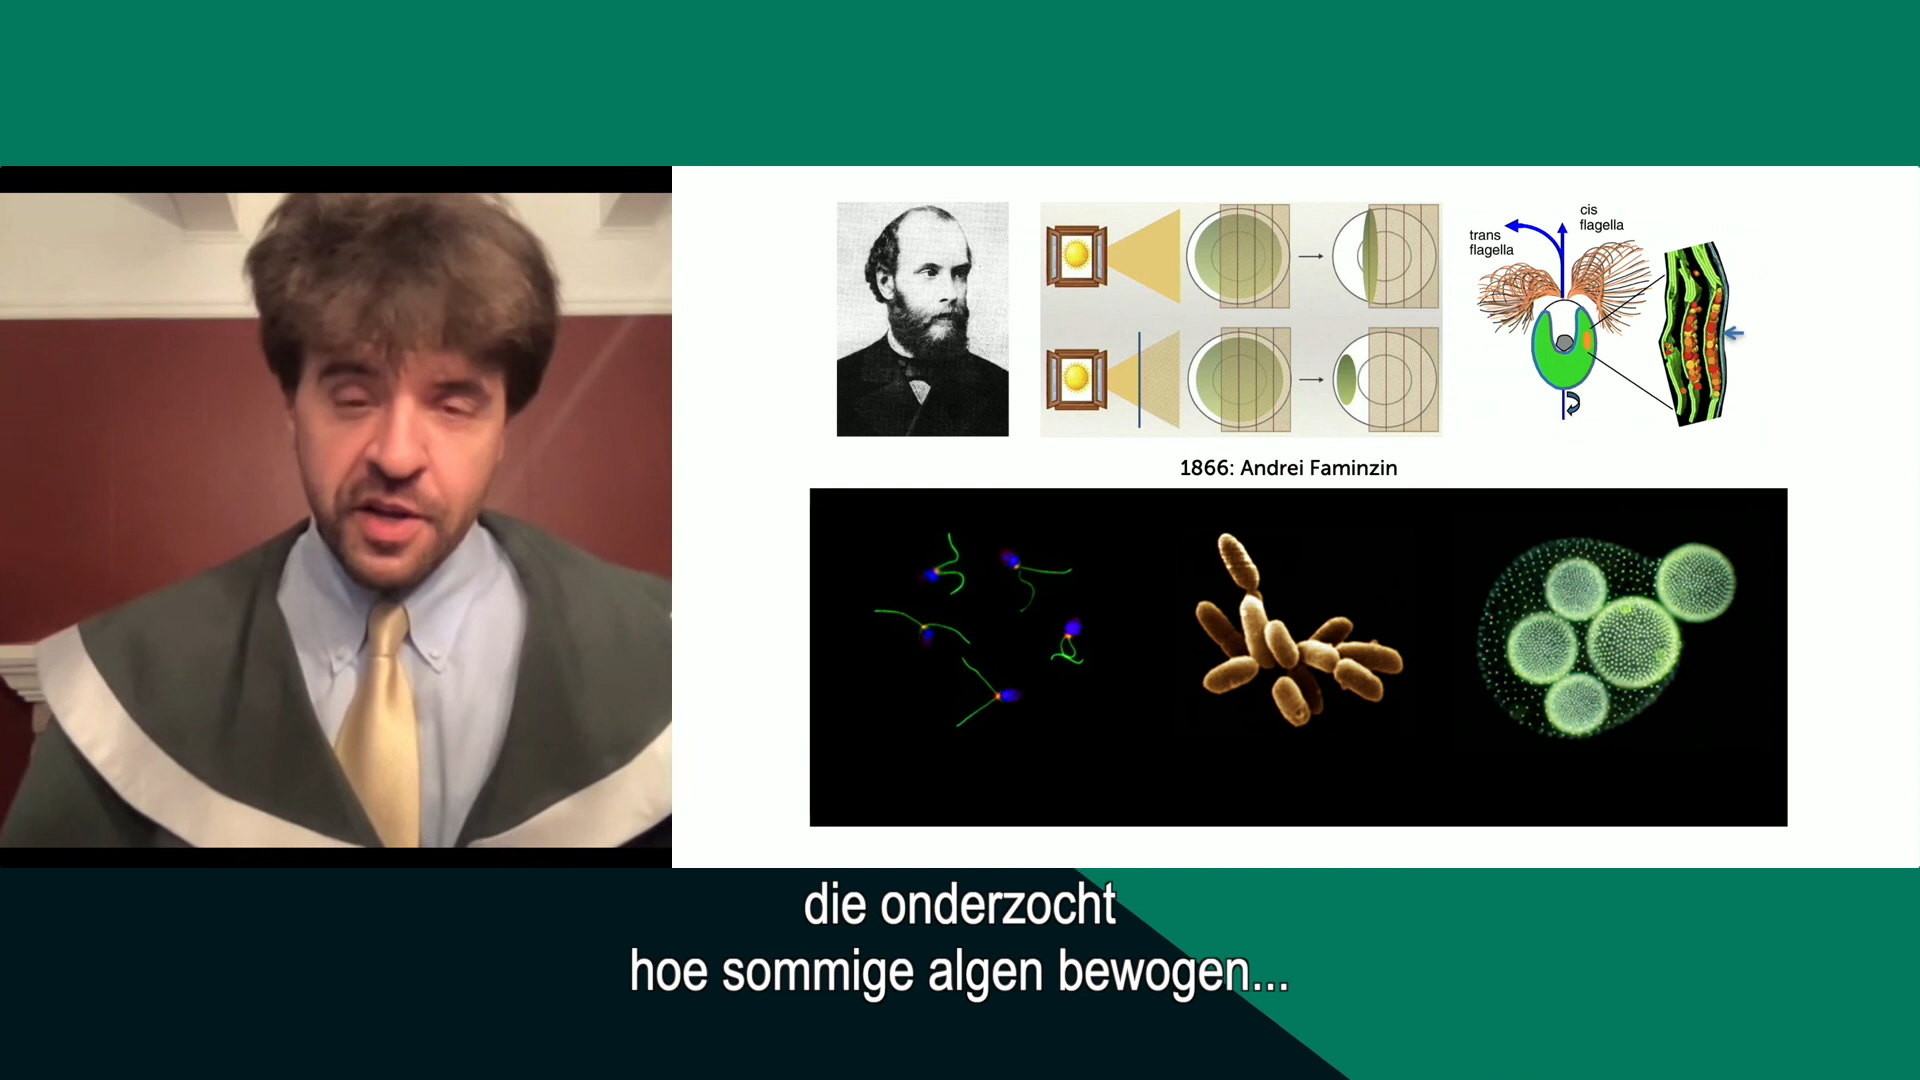 cis
flagella
trans
flagella
1866: Andrei Faminzin
die onderzocht
hoe sommige algen bewogen...